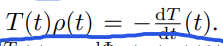 T(t)ρ(t) = −dT/dt (t).